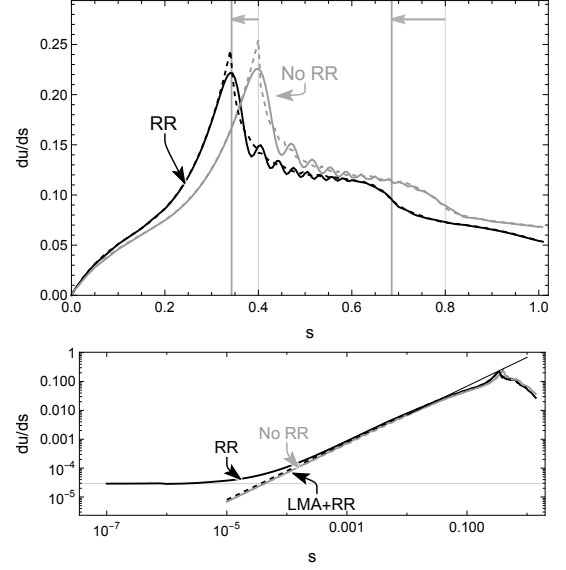 0.25
0.20
0.15
0.10
0.05
0.00
du/ds
RR
No RR
0.0 0.2 0.4 0.6 0.8 1.0
s
1
0.100
0.010
0.001
10⁻⁴
10⁻⁵
du/ds
No RR
RR
LMA+RR
10⁻⁷ 10⁻⁵ 0.001 0.100
s